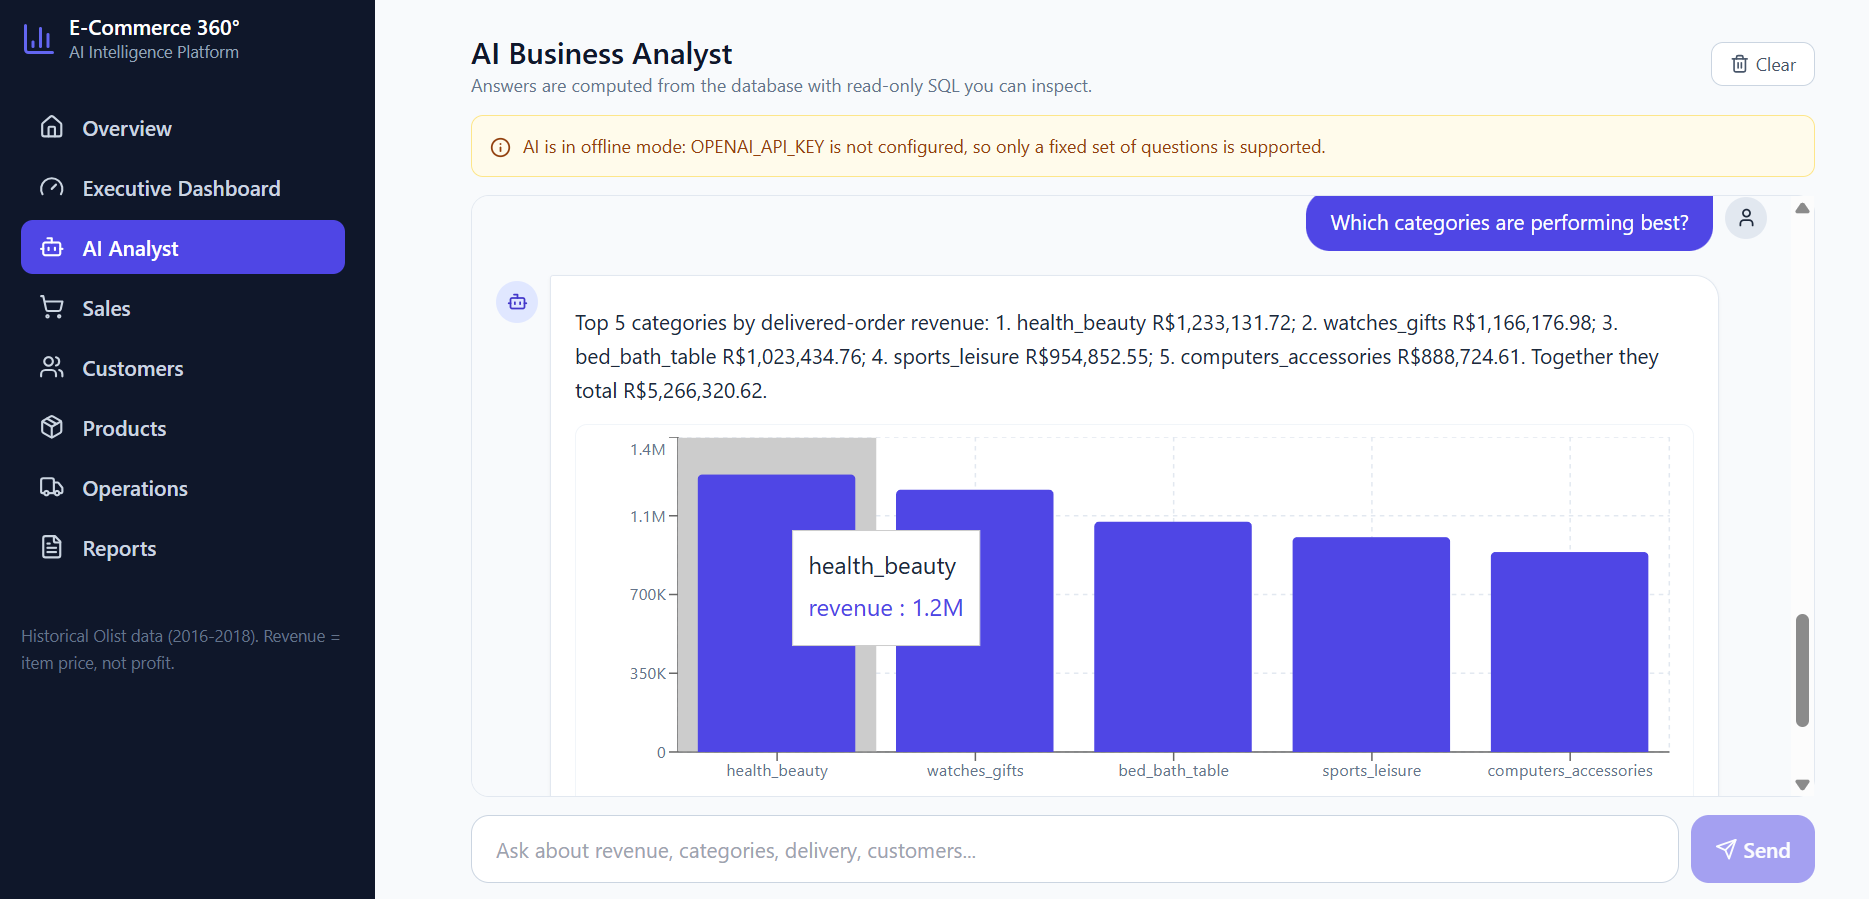 E-Commerce 360°
AI Intelligence Platform
Overview
Executive Dashboard
AI Analyst
Sales
Customers
Products
Operations
Reports
Historical Olist data (2016-2018). Revenue =
item price, not profit.
AI Business Analyst
Answers are computed from the database with read-only SQL you can inspect.
Clear
AI is in offline mode: OPENAI_API_KEY is not configured, so only a fixed set of questions is supported.
Which categories are performing best?
Top 5 categories by delivered-order revenue: 1. health_beauty R$1,233,131.72; 2. watches_gifts R$1,166,176.98; 3.
bed_bath_table R$1,023,434.76; 4. sports_leisure R$954,852.55; 5. computers_accessories R$888,724.61. Together they
total R$5,266,320.62.
1.4M
1.1M
700K
350K
0
health_beauty
revenue : 1.2M
health_beauty
watches_gifts
bed_bath_table
sports_leisure
computers_accessories
Ask about revenue, categories, delivery, customers...
Send